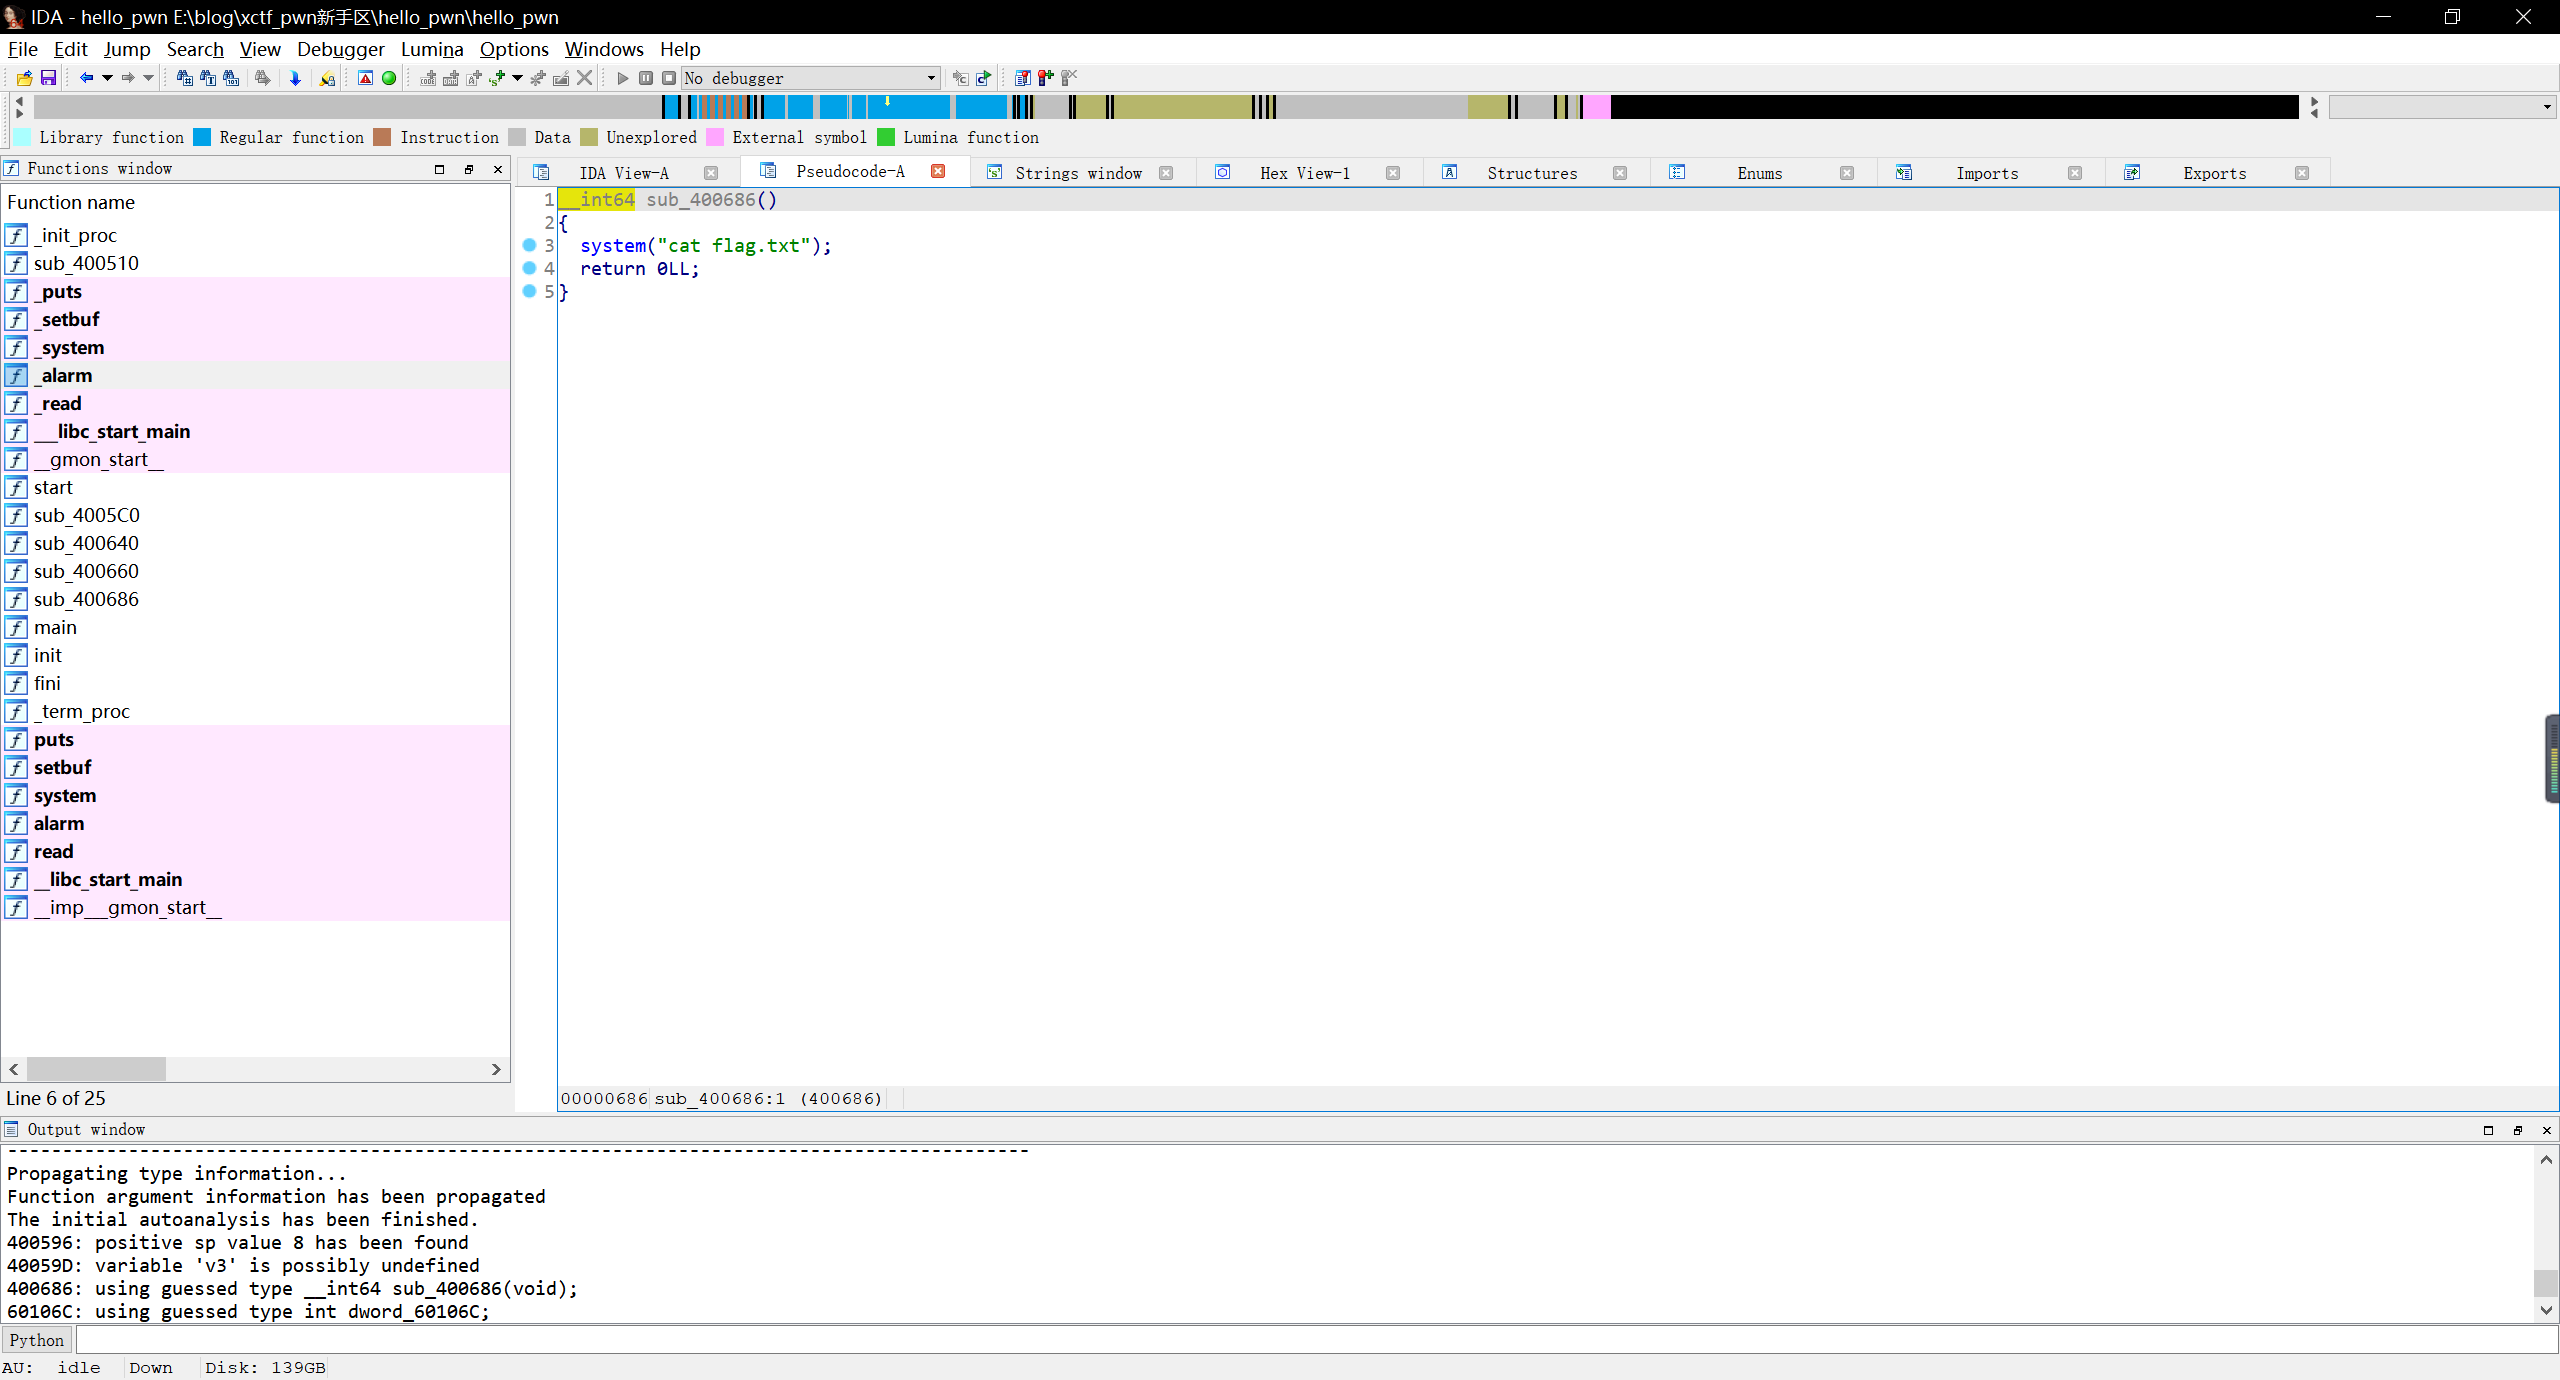 IDA - hello_pwn E:\blog\xctf_pwn新手区\hello_pwn\hello_pwn
File Edit Jump Search View Debugger Lumina Options Windows Help
No debugger
Library function Regular function Instruction Data Unexplored External symbol Lumina function
Functions window
Function name
_init_proc
sub_400510
_puts
_setbuf
_system
_alarm
_read
__libc_start_main
__gmon_start__
start
sub_4005C0
sub_400640
sub_400660
sub_400686
main
init
fini
_term_proc
puts
setbuf
system
alarm
read
__libc_start_main
__imp___gmon_start__
Line 6 of 25
IDA View-A Pseudocode-A Strings window Hex View-1 Structures Enums Imports Exports
1 __int64 sub_400686()
2 {
3 system("cat flag.txt");
4 return 0LL;
5 }
00000686 sub_400686:1 (400686)
Output window
Propagating type information...
Function argument information has been propagated
The initial autoanalysis has been finished.
400596: positive sp value 8 has been found
40059D: variable 'v3' is possibly undefined
400686: using guessed type __int64 sub_400686(void);
60106C: using guessed type int dword_60106C;
Python
AU: idle Down Disk: 139GB